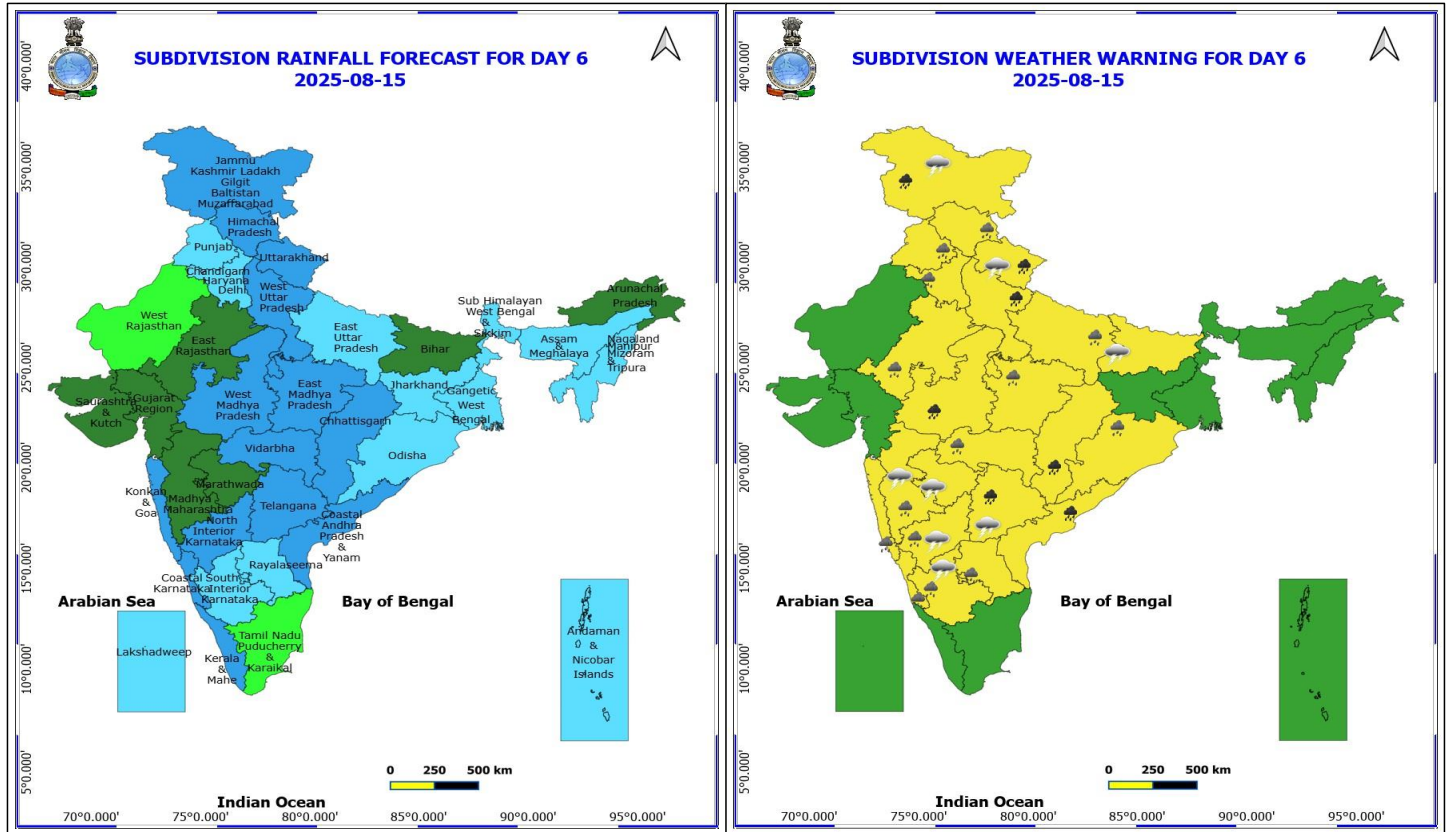 SUBDIVISION RAINFALL FORECAST FOR DAY 6
2025-08-15
40°0.000'
35°0.000'
30°0.000'
25°0.000'
20°0.000'
15°0.000'
10°0.000'
5°0.000'
Jammu
Kashmir Ladakh
Gilgit
Baltistan
Muzaffarabad
Himachal
Pradesh
Punjab
Uttarakhand
Chandigarh
Haryana
Delhi
West
Uttar
Pradesh
West
Rajasthan
East
Rajasthan
East
Uttar
Pradesh
Bihar
Sub Himalayan
West Bengal
&
Sikkim
Arunachal
Pradesh
Assam
&
Meghalaya
Nagaland
Manipur
Mizoram
&
Tripura
Saurashtra
&
Kutch
Gujarat
Region
West
Madhya
Pradesh
East
Madhya
Pradesh
Jharkhand
Gangetic
West
Bengal
Chhattisgarh
Odisha
Vidarbha
Konkan
&
Goa
Madhya
Maharashtra
Marathwada
Telangana
North
Interior
Karnataka
Coastal
Andhra
Pradesh
&
Yanam
Rayalaseema
Coastal
Karnataka
South
Interior
Karnataka
Arabian Sea
Bay of Bengal
Lakshadweep
Kerala
&
Mahe
Tamil Nadu
Puducherry
&
Karaikal
Andaman
&
Nicobar
Islands
0 250 500 km
Indian Ocean
70°0.000' 75°0.000' 80°0.000' 85°0.000' 90°0.000' 95°0.000'
SUBDIVISION WEATHER WARNING FOR DAY 6
2025-08-15
40°0.000'
35°0.000'
30°0.000'
25°0.000'
20°0.000'
15°0.000'
10°0.000'
5°0.000'
Arabian Sea
Bay of Bengal
0 250 500 km
Indian Ocean
70°0.000' 75°0.000' 80°0.000' 85°0.000' 90°0.000' 95°0.000'